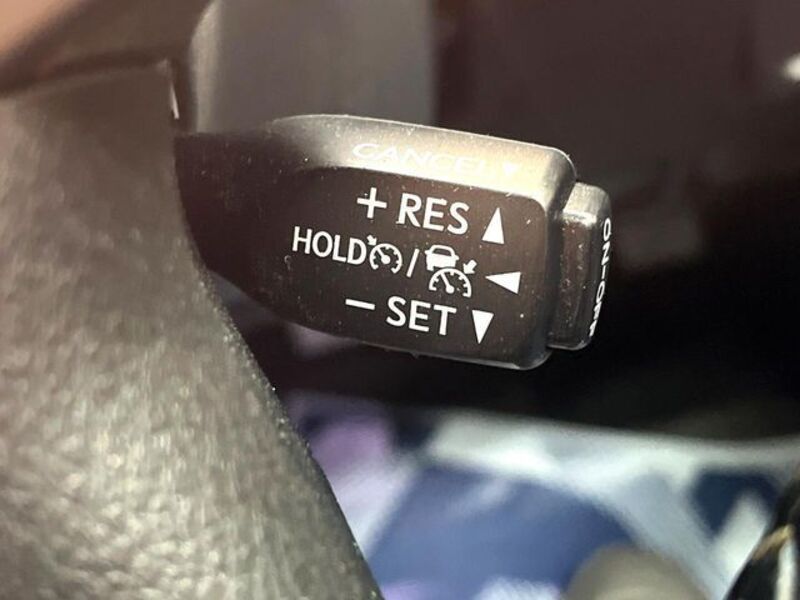 CANCEL▼
+ RES ▲
HOLD / ◀
− SET ▼
ON-OFF